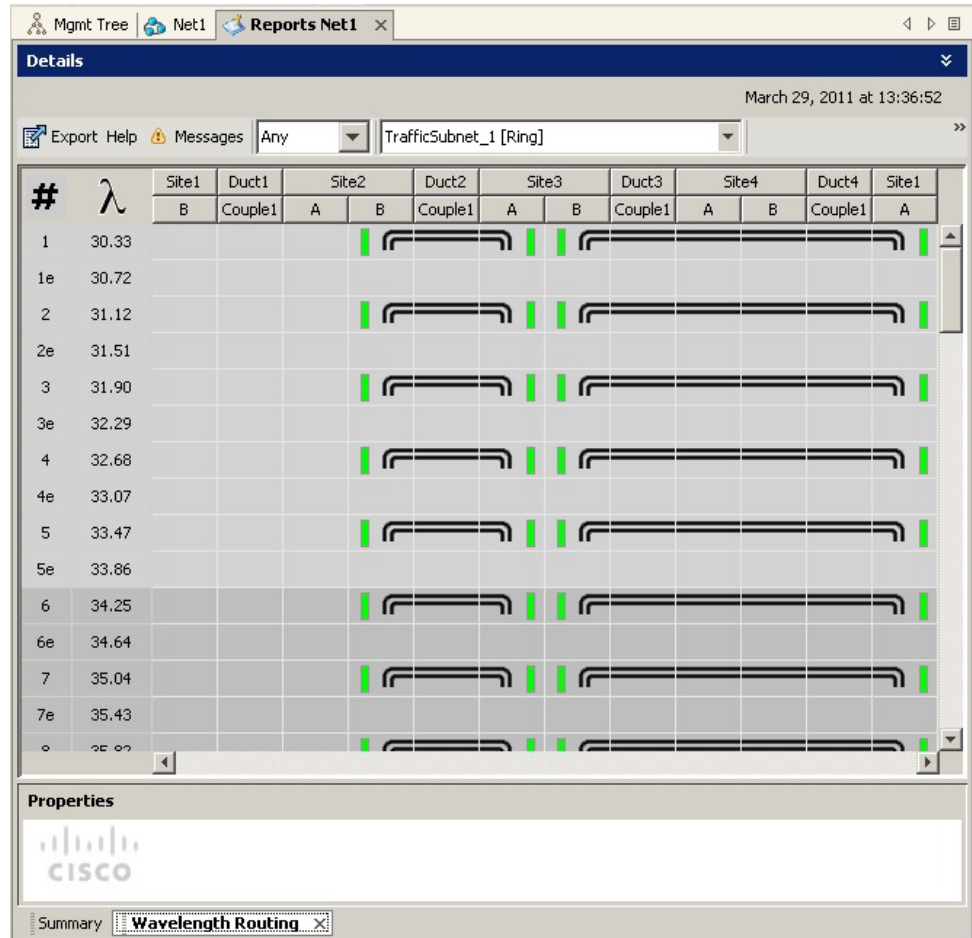 Mgmt Tree Net1 Reports Net1
Details
March 29, 2011 at 13:36:52
Export Help Messages Any TrafficSubnet_1 [Ring] »
# λ Site1 Duct1 Site2 Duct2 Site3 Duct3 Site4 Duct4 Site1
B Couple1 A B Couple1 A B Couple1 A B Couple1 A
1 30.33
1e 30.72
2 31.12
2e 31.51
3 31.90
3e 32.29
4 32.68
4e 33.07
5 33.47
5e 33.86
6 34.25
6e 34.64
7 35.04
7e 35.43
Properties
CISCO
Summary Wavelength Routing